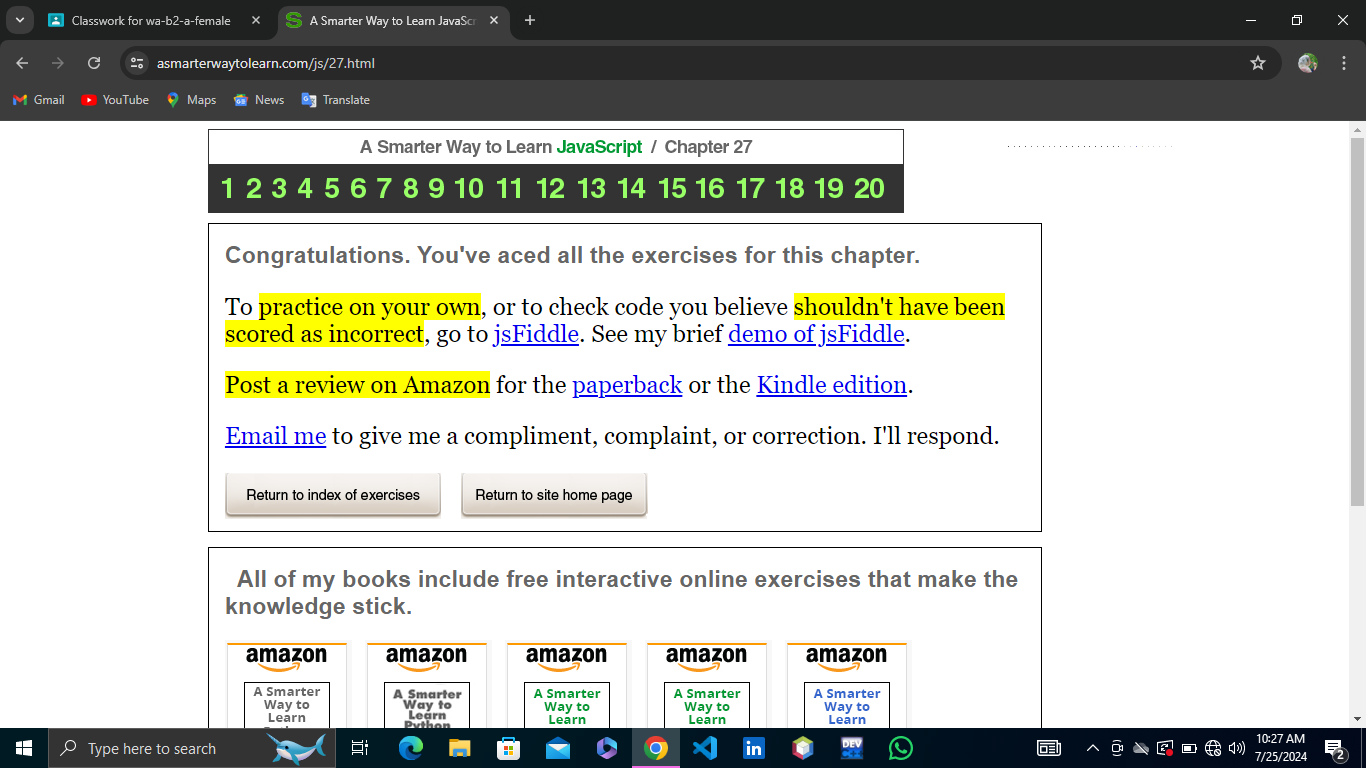 Classwork for wa-b2-a-female
A Smarter Way to Learn JavaScr
asmarterwaytolearn.com/js/27.html
Gmail YouTube Maps News Translate
A Smarter Way to Learn JavaScript / Chapter 27
1 2 3 4 5 6 7 8 9 10 11 12 13 14 15 16 17 18 19 20
Congratulations. You've aced all the exercises for this chapter.
To practice on your own, or to check code you believe shouldn't have been
scored as incorrect, go to jsFiddle. See my brief demo of jsFiddle.
Post a review on Amazon for the paperback or the Kindle edition.
Email me to give me a compliment, complaint, or correction. I'll respond.
Return to index of exercises Return to site home page
All of my books include free interactive online exercises that make the
knowledge stick.
amazon amazon amazon amazon amazon
A Smarter A Smarter A Smarter A Smarter A Smarter
Way to Way to Way to Way to Way to
Learn Learn Learn Learn Learn
Python
Type here to search
DEV
10:27 AM
7/25/2024
2